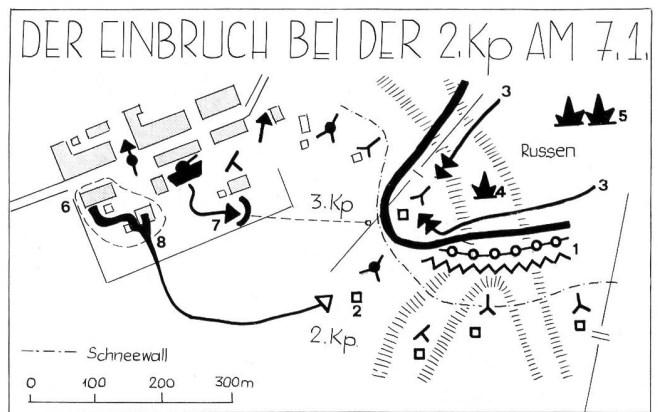 DER EINBRUCH BEI DER 2.Kp AM 7.1.
3
5
Russen
4
3
6
3. Kp
7
8
1
2
2. Kp.
Schneewall
0 100 200 300m